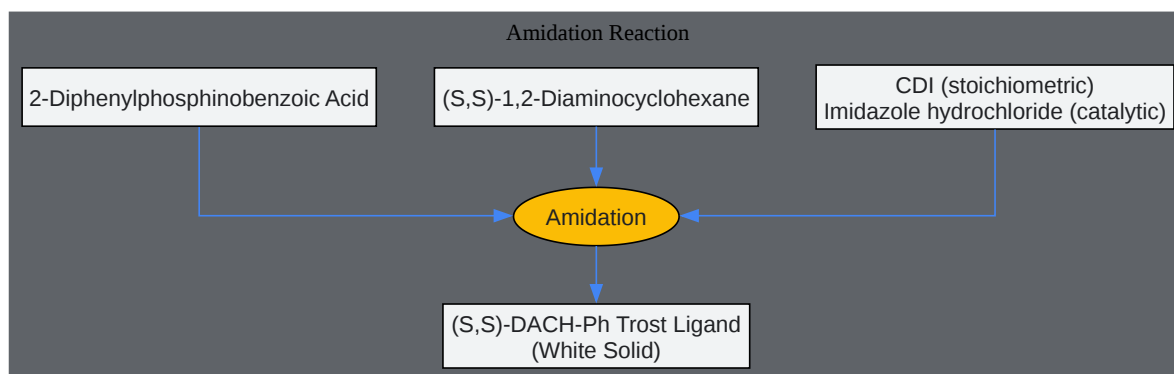 Amidation Reaction
2-Diphenylphosphinobenzoic Acid
(S,S)-1,2-Diaminocyclohexane
CDI (stoichiometric)
Imidazole hydrochloride (catalytic)
Amidation
(S,S)-DACH-Ph Trost Ligand
(White Solid)